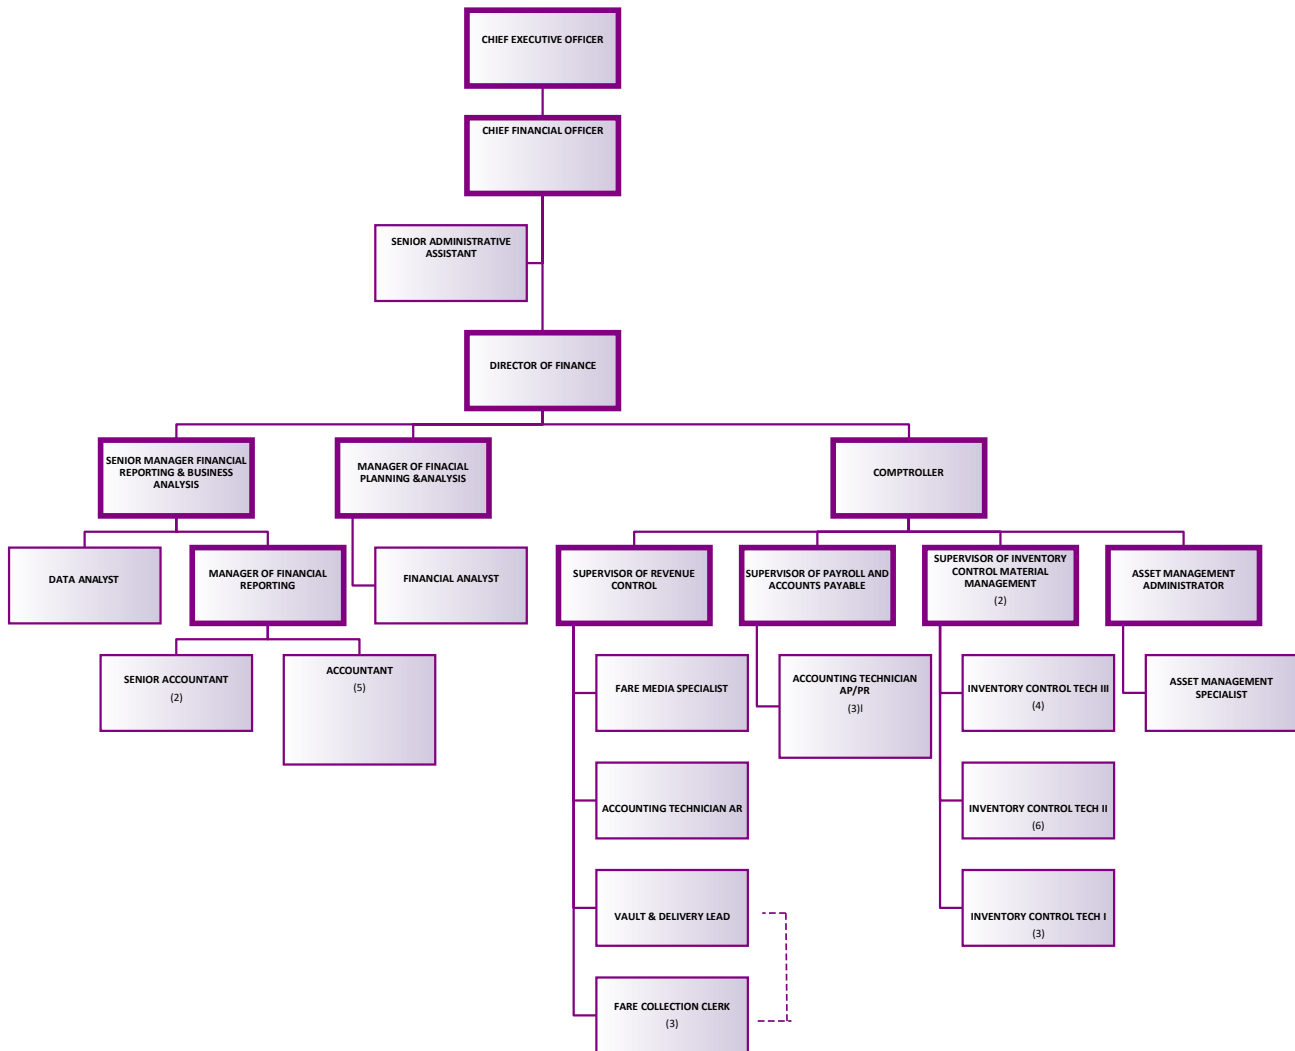 CHIEF EXECUTIVE OFFICER
CHIEF FINANCIAL OFFICER
SENIOR ADMINISTRATIVE
ASSISTANT
DIRECTOR OF FINANCE
SENIOR MANAGER FINANCIAL
REPORTING & BUSINESS
ANALYSIS
MANAGER OF FINACIAL
PLANNING &ANALYSIS
COMPTROLLER
DATA ANALYST
MANAGER OF FINANCIAL
REPORTING
FINANCIAL ANALYST
SUPERVISOR OF REVENUE
CONTROL
SUPERVISOR OF PAYROLL AND
ACCOUNTS PAYABLE
SUPERVISOR OF INVENTORY
CONTROL MATERIAL
MANAGEMENT
(2)
ASSET MANAGEMENT
ADMINISTRATOR
SENIOR ACCOUNTANT
(2)
ACCOUNTANT
(5)
FARE MEDIA SPECIALIST
ACCOUNTING TECHNICIAN
AP/PR
(3)I
INVENTORY CONTROL TECH III
(4)
ASSET MANAGEMENT
SPECIALIST
ACCOUNTING TECHNICIAN AR
INVENTORY CONTROL TECH II
(6)
VAULT & DELIVERY LEAD
INVENTORY CONTROL TECH I
(3)
FARE COLLECTION CLERK
(3)